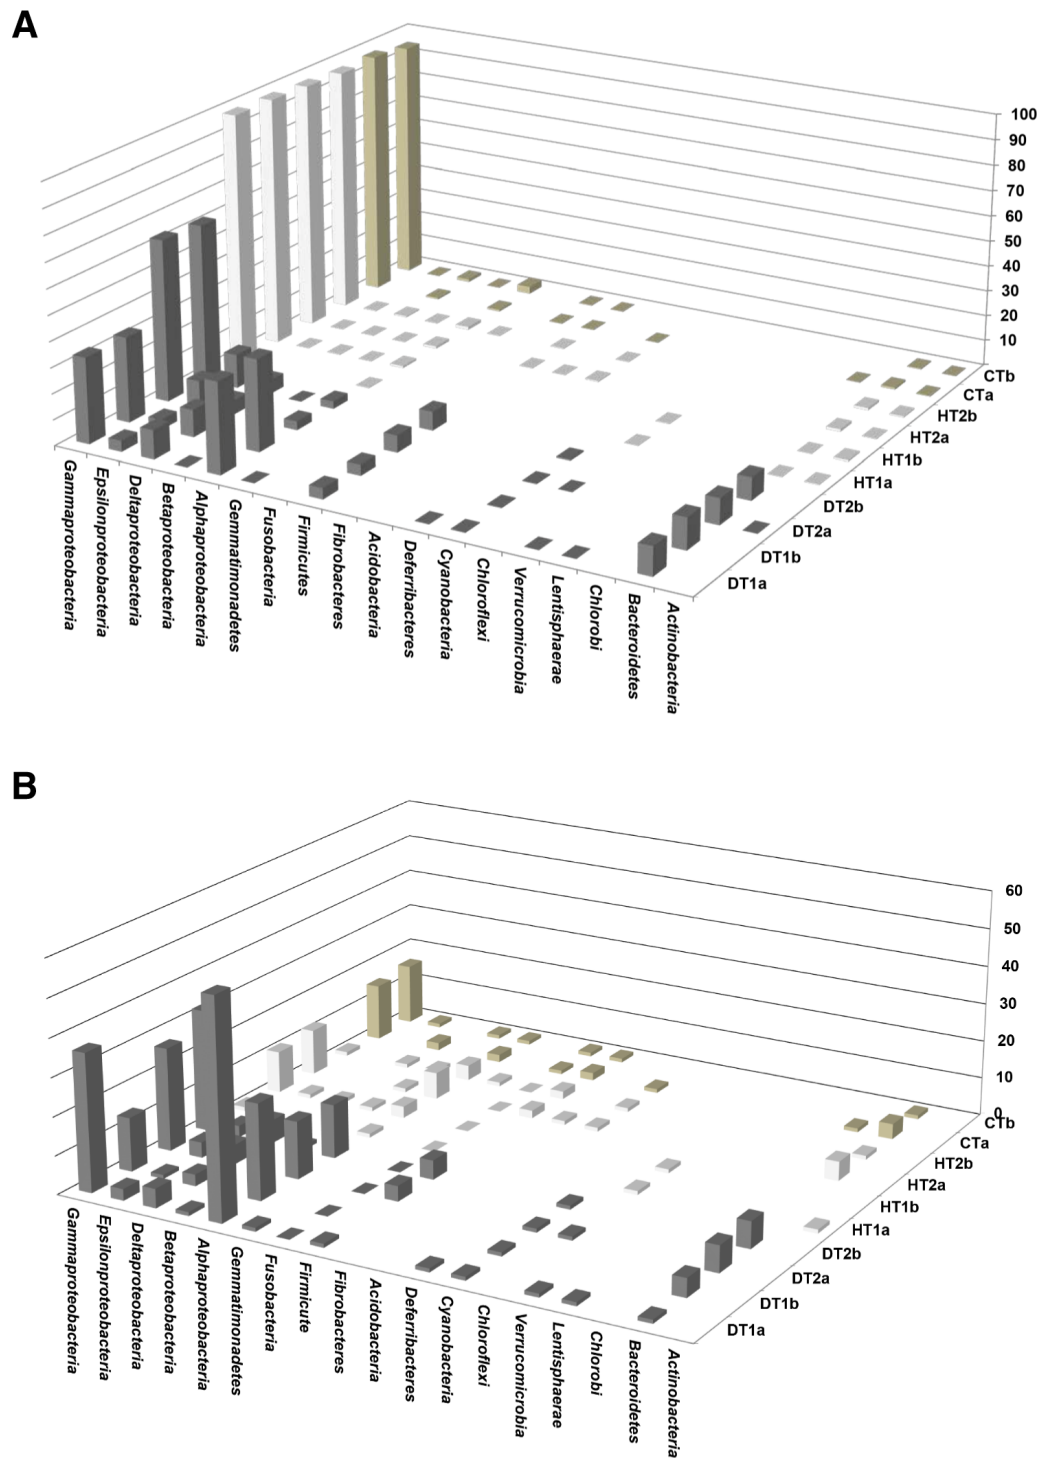 A
100
90
80
70
60
50
40
30
20
10
CTb
CTa
HT2b
HT2a
HT1b
HT1a
DT2b
DT2a
DT1b
DT1a
Gammaproteobacteria
Epsilonproteobacteria
Deltaproteobacteria
Betaproteobacteria
Alphaproteobacteria
Gemmatimonadetes
Fusobacteria
Firmicutes
Fibrobacteres
Acidobacteria
Deferribacteres
Cyanobacteria
Chloroflexi
Verrucomicrobia
Lentisphaerae
Chlorobi
Bacteroidetes
Actinobacteria
B
60
50
40
30
20
10
0
CTb
CTa
HT2b
HT2a
HT1b
HT1a
DT2b
DT2a
DT1b
DT1a
Gammaproteobacteria
Epsilonproteobacteria
Deltaproteobacteria
Betaproteobacteria
Alphaproteobacteria
Gemmatimonadetes
Fusobacteria
Firmicute
Fibrobacteres
Acidobacteria
Deferribacteres
Cyanobacteria
Chloroflexi
Verrucomicrobia
Lentisphaerae
Chlorobi
Bacteroidetes
Actinobacteria